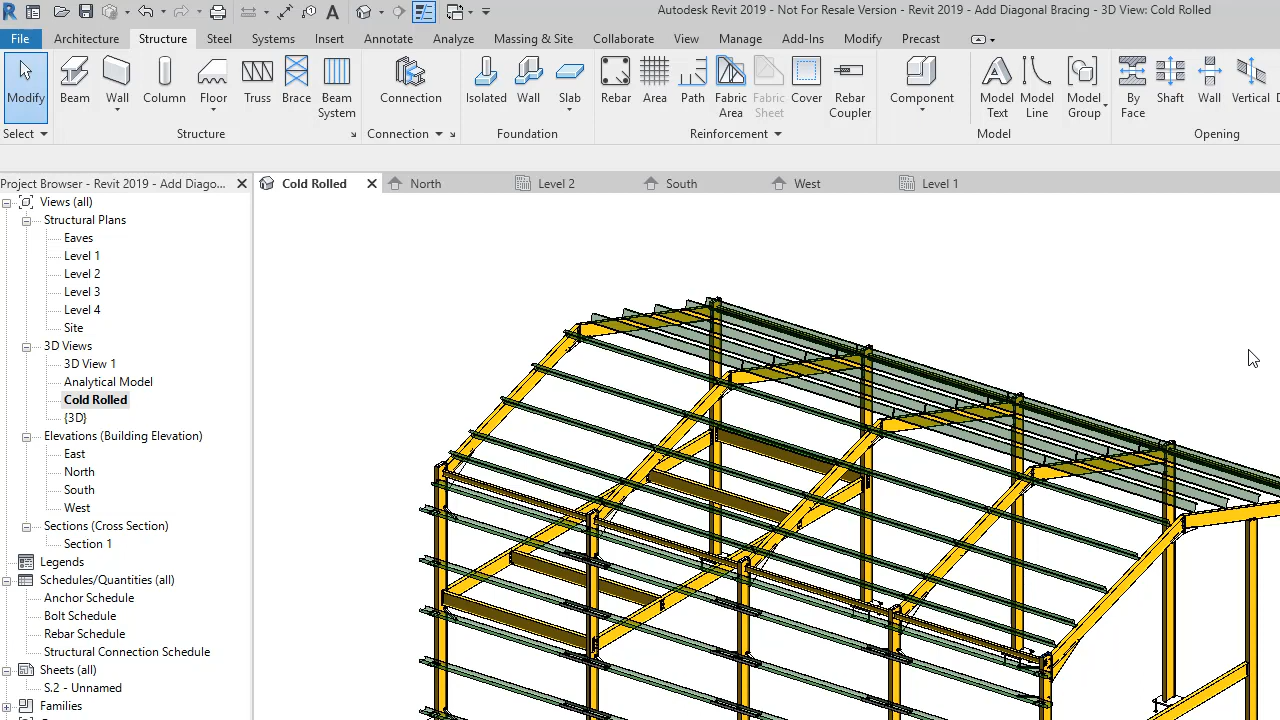 Autodesk Revit 2019 - Not For Resale Version - Revit 2019 - Add Diagonal Bracing - 3D View: Cold Rolled
File Architecture Structure Steel Systems Insert Annotate Analyze Massing & Site Collaborate View Manage Add-Ins Modify Precast
Modify Beam Wall Column Floor Truss Brace Beam System Connection Isolated Wall Slab Rebar Area Path Fabric Area Fabric Sheet Cover Rebar Coupler Component Model Text Model Line Model Group By Face Shaft Wall Vertical
Select Structure Connection Foundation Reinforcement Model Opening
Project Browser - Revit 2019 - Add Diago... Cold Rolled North Level 2 South West Level 1
Views (all)
Structural Plans
Eaves
Level 1
Level 2
Level 3
Level 4
Site
3D Views
3D View 1
Analytical Model
Cold Rolled
{3D}
Elevations (Building Elevation)
East
North
South
West
Sections (Cross Section)
Section 1
Legends
Schedules/Quantities (all)
Anchor Schedule
Bolt Schedule
Rebar Schedule
Structural Connection Schedule
Sheets (all)
S.2 - Unnamed
Families